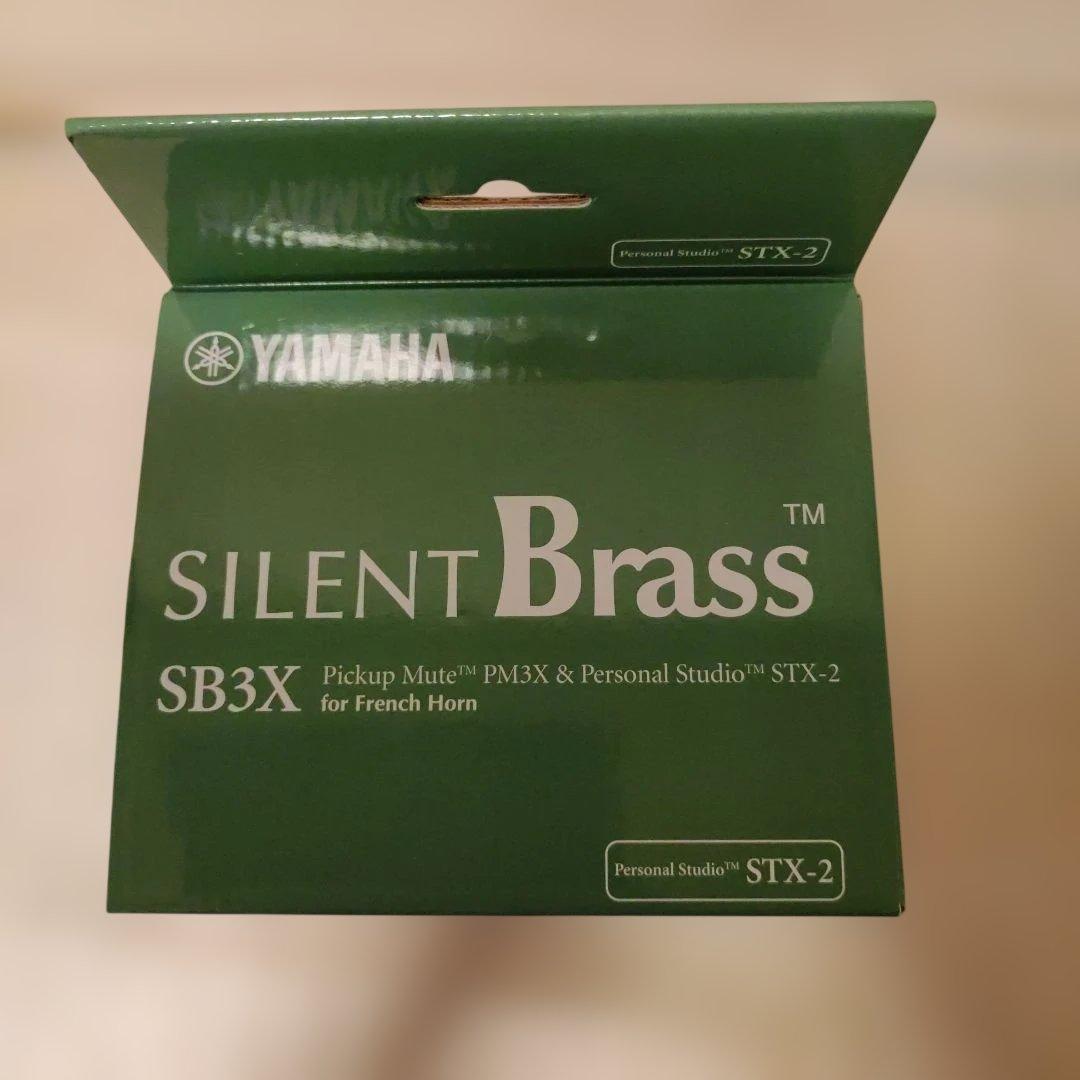 Personal Studio™ STX-2
YAMAHA
SILENT Brass™
SB3X Pickup Mute™ PM3X & Personal Studio™ STX-2
for French Horn
Personal Studio™ STX-2